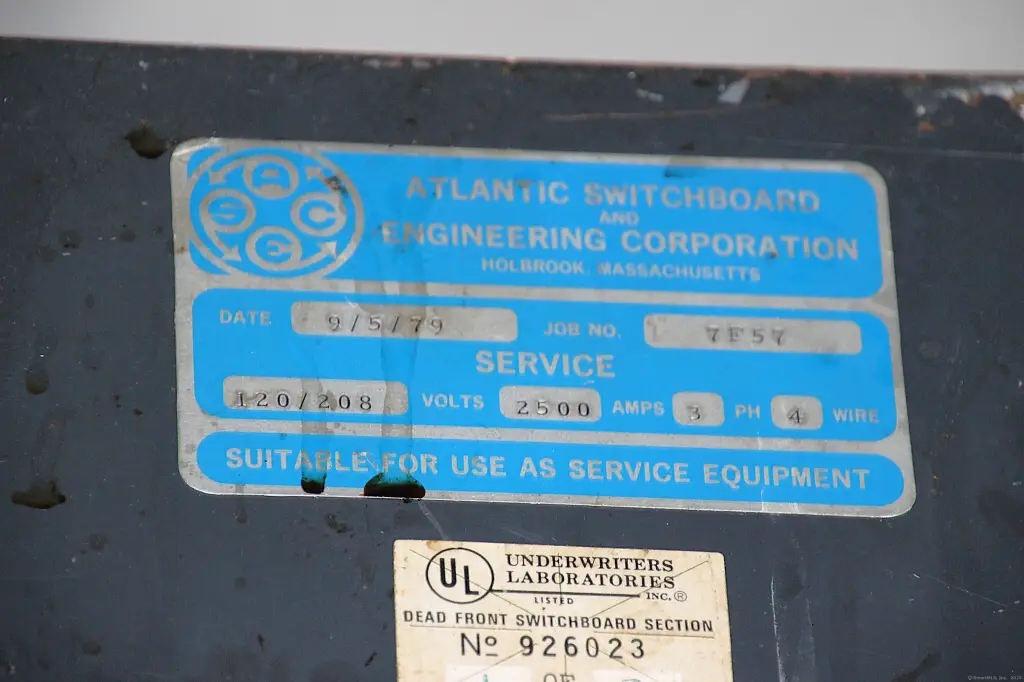 A
S C
E
ATLANTIC SWITCHBOARD
AND
ENGINEERING CORPORATION
HOLBROOK, MASSACHUSETTS
DATE 9/5/79 JOB NO. 7E57
SERVICE
120/208 VOLTS 2500 AMPS 3 PH 4 WIRE
SUITABLE FOR USE AS SERVICE EQUIPMENT
UL UNDERWRITERS
LABORATORIES
INC.®
LISTED
DEAD FRONT SWITCHBOARD SECTION
Nº 926023
OF